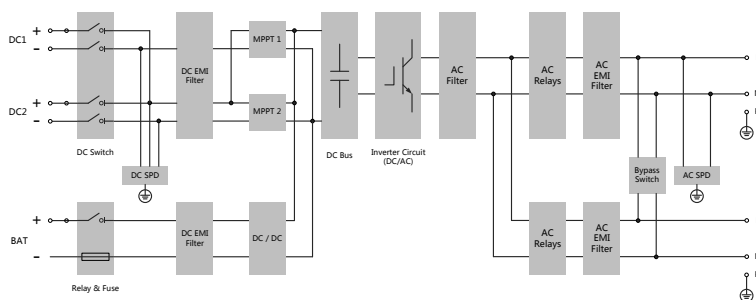 +
DC1
−
+
DC2
−
DC Switch
DC SPD
DC EMI
Filter
MPPT 1
MPPT 2
DC Bus
Inverter Circuit
(DC/AC)
AC
Filter
AC
Relays
AC
EMI
Filter
Bypass
Switch
AC SPD
+
BAT
−
Relay & Fuse
DC EMI
Filter
DC / DC
AC
Relays
AC
EMI
Filter